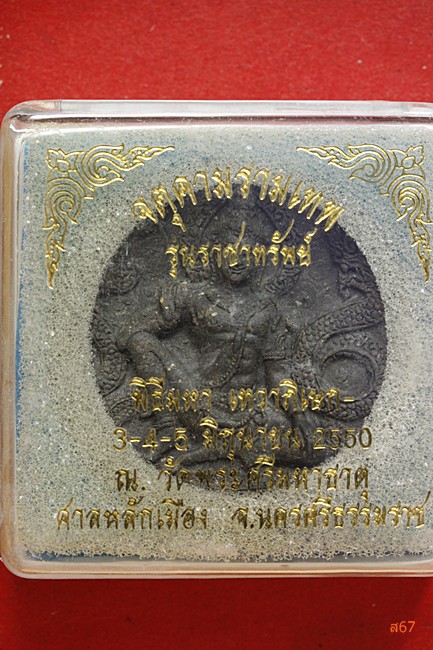 จตุคามรามเทพ
รุ่นราชาทรัพย์
พิธีมหา เทวาภิเษก-
3-4-5 มิถุนายน 2550
ณ. วัดพระศรีมหาธาตุ
ศาลหลักเมือง จ.นครศรีธรรมราช
ส67